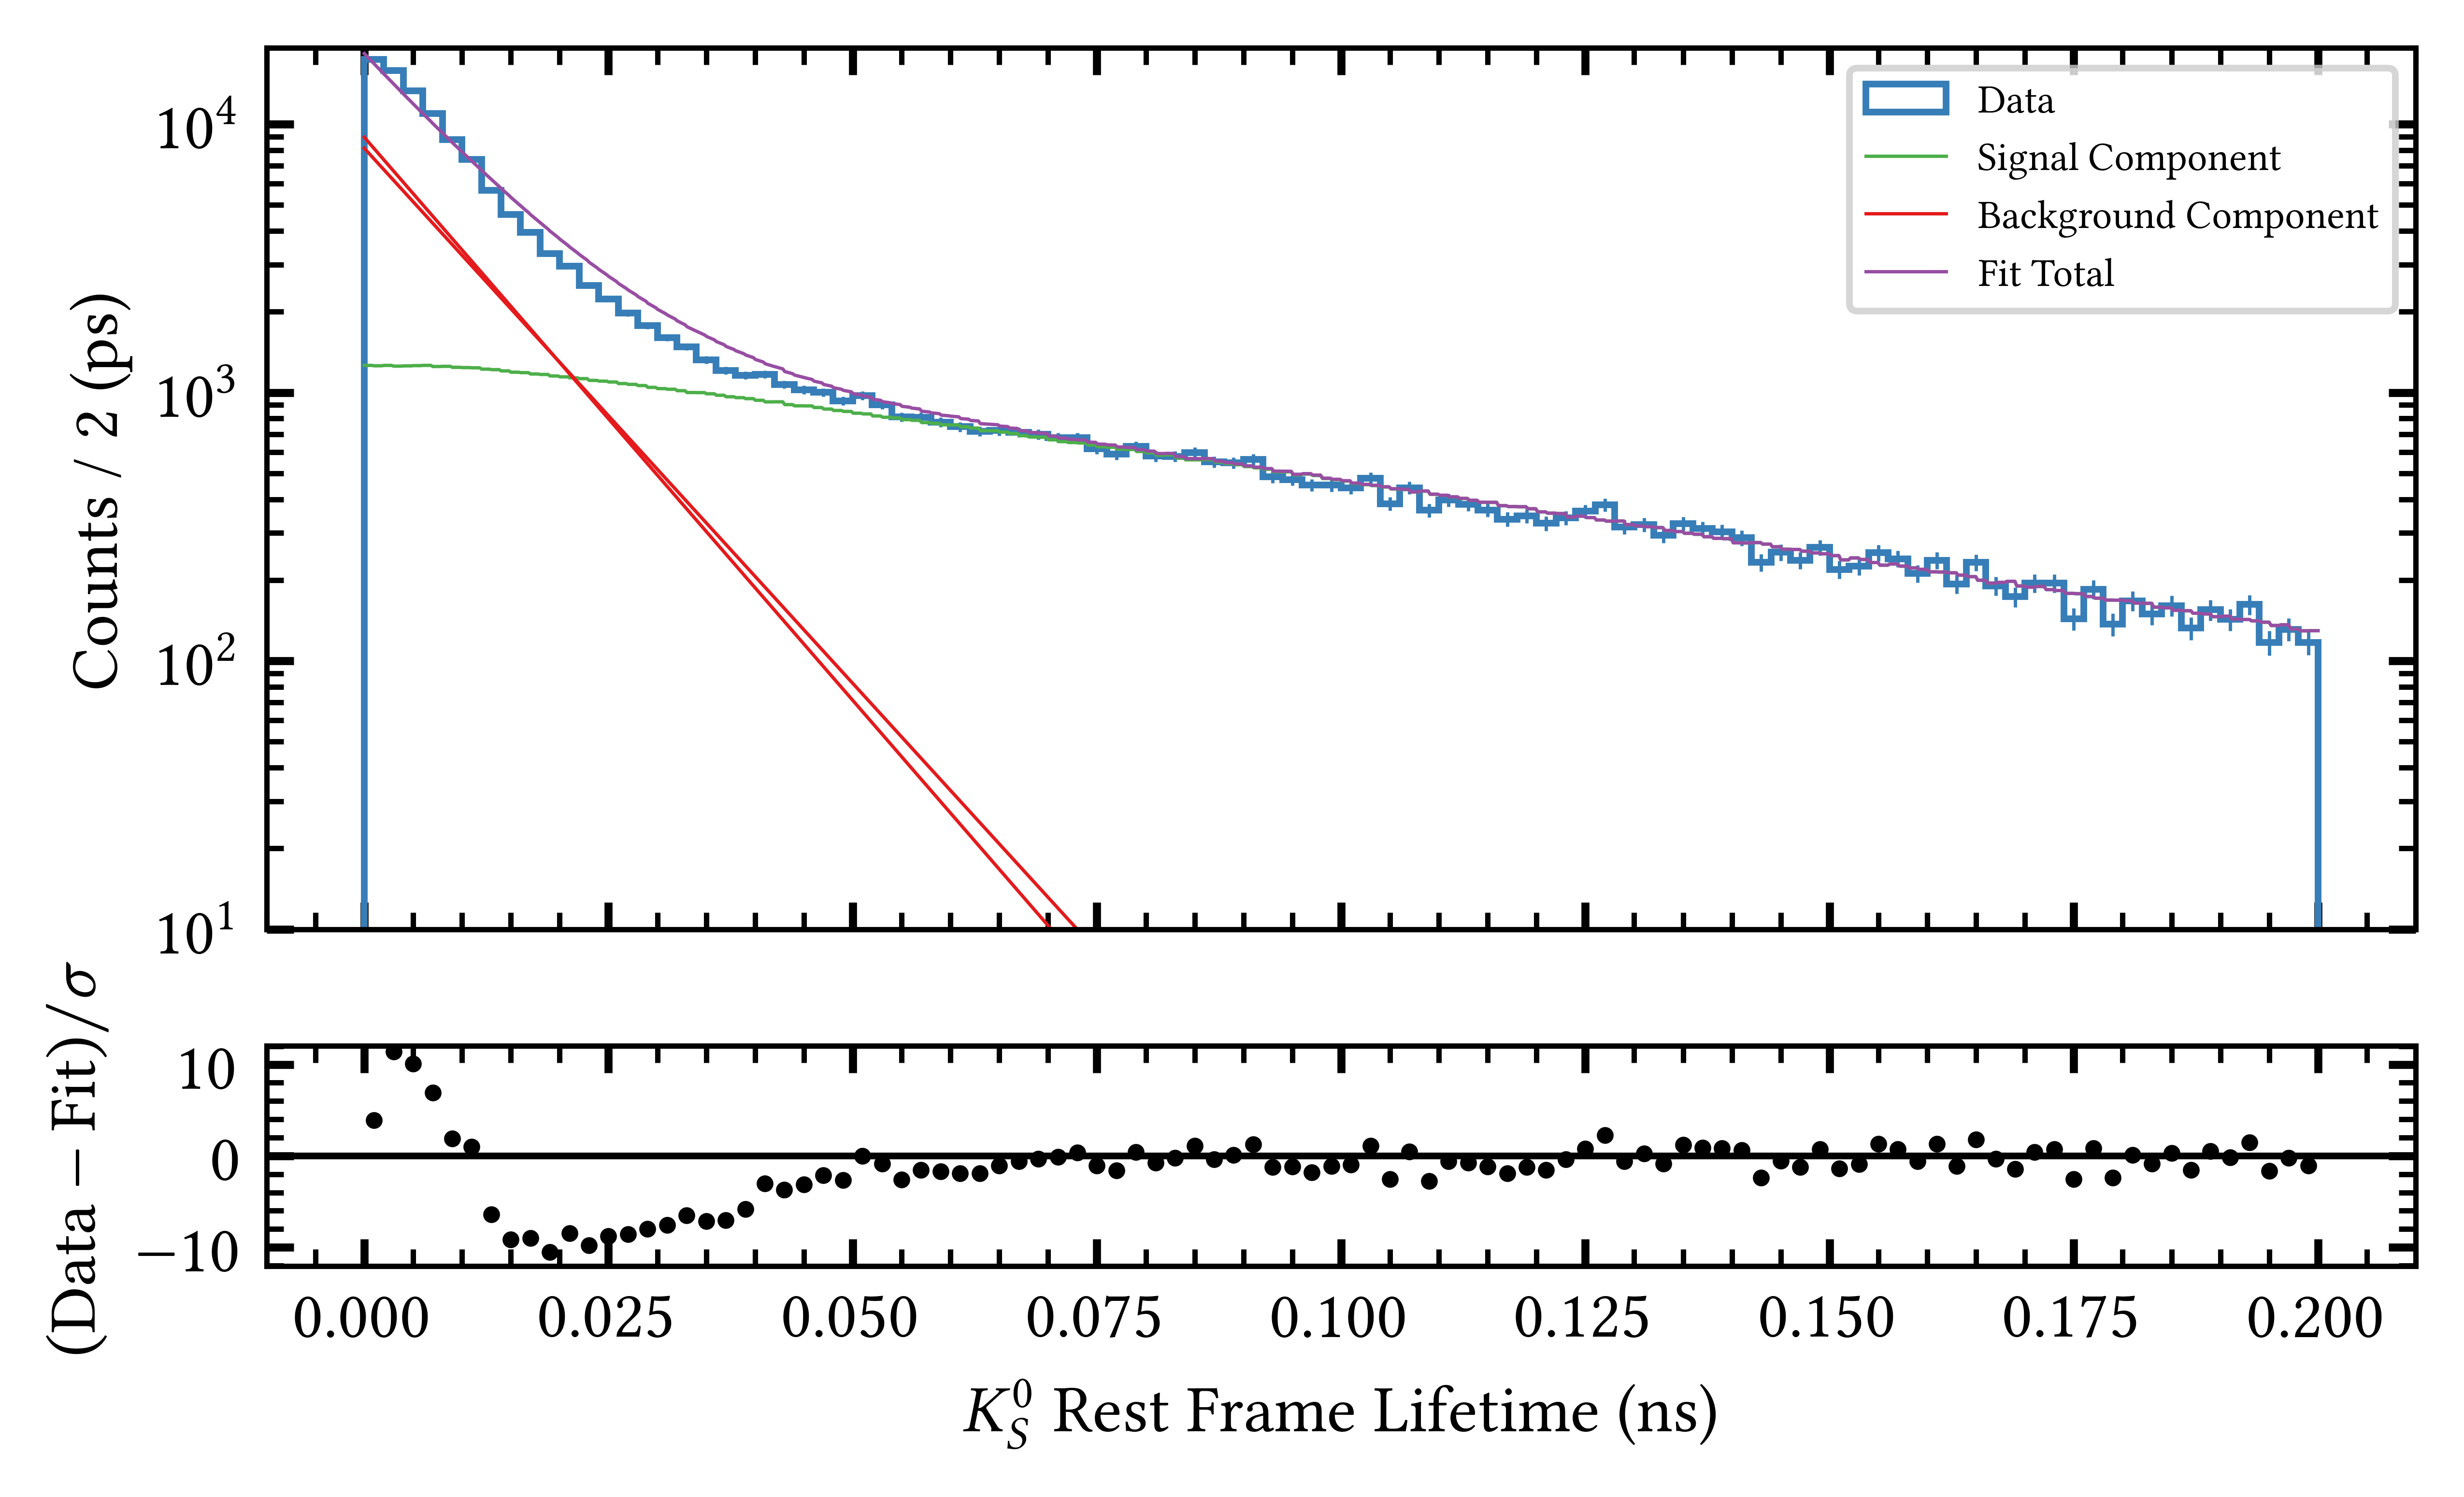 Counts / 2 (ps)
10^4
10^3
10^2
10^1
Data
Signal Component
Background Component
Fit Total
(Data − Fit)/σ
10
0
−10
0.000 0.025 0.050 0.075 0.100 0.125 0.150 0.175 0.200
K_S^0 Rest Frame Lifetime (ns)